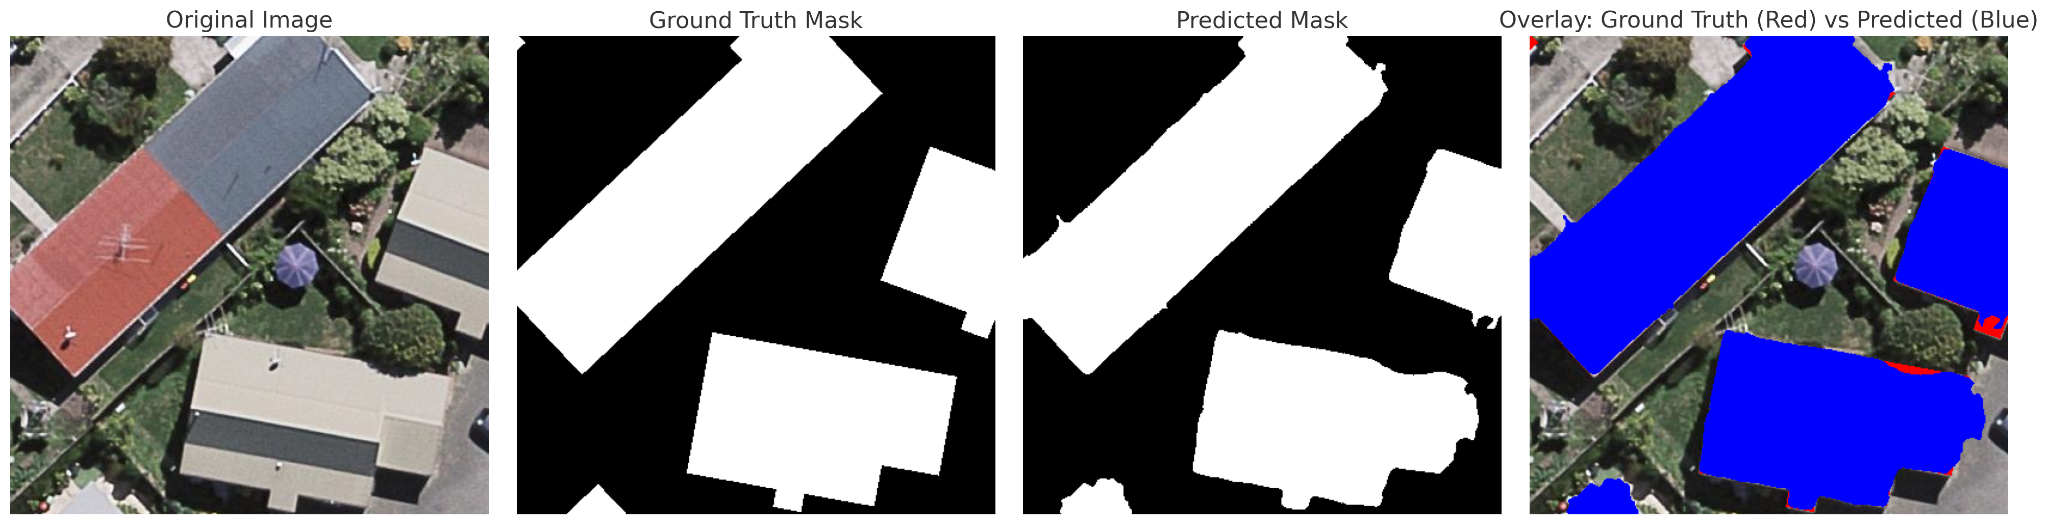 Original Image
Ground Truth Mask
Predicted Mask
Overlay: Ground Truth (Red) vs Predicted (Blue)